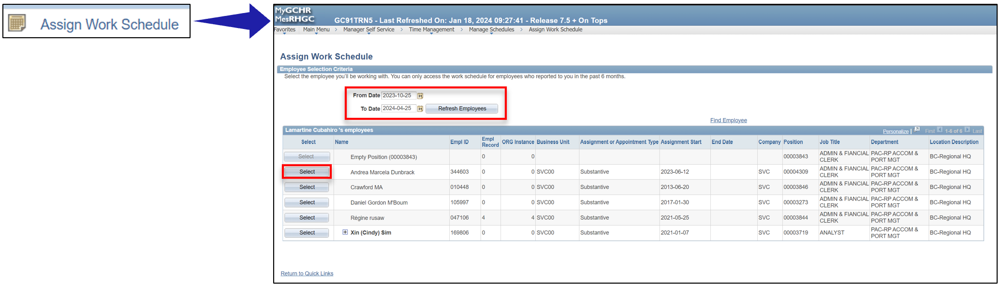 Assign Work Schedule
MyGCHR
MesRHGC
GC91TRN5 - Last Refreshed On: Jan 18, 2024 09:27:41 - Release 7.5 + On Tops
Favorites Main Menu > Manager Self Service > Time Management > Manage Schedules > Assign Work Schedule
Assign Work Schedule
Employee Selection Criteria
Select the employee you'll be working with. You can only access the work schedule for employees who reported to you in the past 6 months.
From Date 2023-10-25 31
To Date 2024-04-25 31 Refresh Employees
Find Employee
Lamartine Cubahiro 's employees Personalize | First 1-6 of 6 Last
Select Name Empl ID Empl Record ORG Instance Business Unit Assignment or Appointment Type Assignment Start End Date Company Position Job Title Department Location Description
Select Empty Position (00003843) 0 0 00003843 ADMIN & FIANCIAL CLERK PAC-RP ACCOM & PORT MGT BC-Regional HQ
Select Andrea Marcela Dunbrack 344603 0 0 SVC00 Substantive 2023-06-12 SVC 00004309 ADMIN & FIANCIAL CLERK PAC-RP ACCOM & PORT MGT BC-Regional HQ
Select Crawford MA 010448 0 0 SVC00 Substantive 2013-06-20 SVC 00003846 ADMIN & FIANCIAL CLERK PAC-RP ACCOM & PORT MGT BC-Regional HQ
Select Daniel Gordon M'Boum 105997 0 0 SVC00 Substantive 2017-01-30 SVC 00003273 ADMIN & FIANCIAL CLERK PAC-RP ACCOM & PORT MGT BC-Regional HQ
Select Règine rusaw 047106 4 4 SVC00 Substantive 2021-05-25 SVC 00003844 ADMIN & FIANCIAL CLERK PAC-RP ACCOM & PORT MGT BC-Regional HQ
Select Xin (Cindy) Sim 169806 0 0 SVC00 Substantive 2021-01-07 SVC 00003719 ANALYST PAC-RP ACCOM & PORT MGT BC-Regional HQ
Return to Quick Links